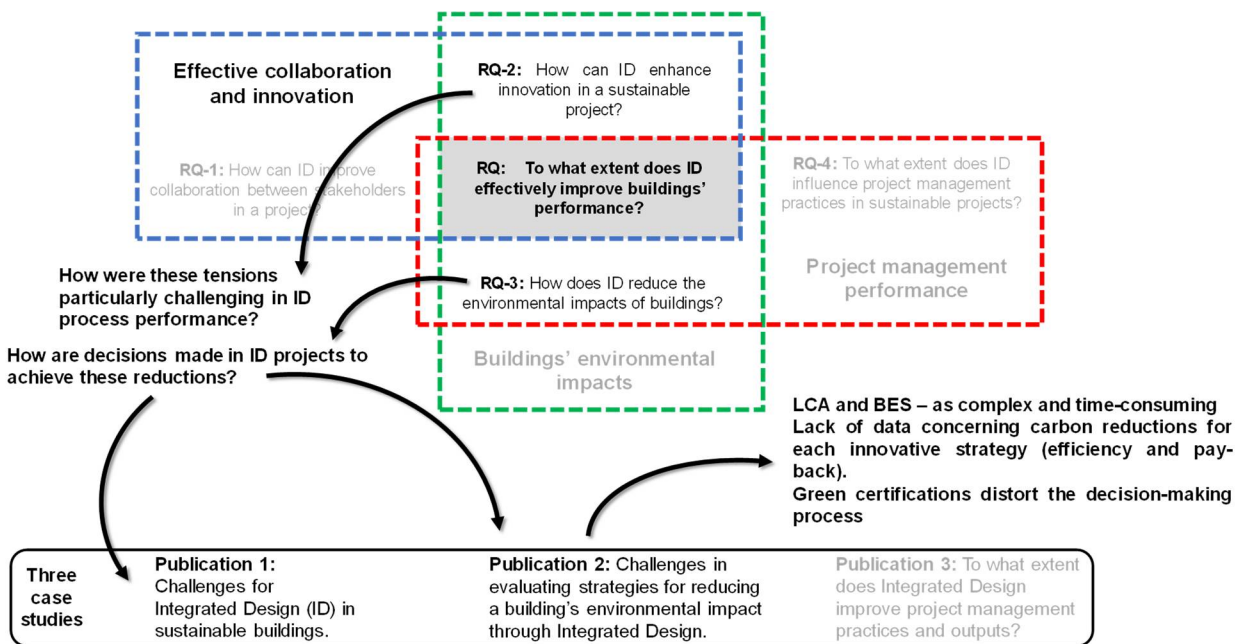 Effective collaboration
and innovation
RQ-2: How can ID enhance
innovation in a sustainable
project?
RQ-1: How can ID improve
collaboration between stakeholders
in a project?
RQ: To what extent does ID
effectively improve buildings'
performance?
RQ-4: To what extent does ID
influence project management
practices in sustainable projects?
How were these tensions
particularly challenging in ID
process performance?
RQ-3: How does ID reduce the
environmental impacts of buildings?
Project management
performance
How are decisions made in ID projects to
achieve these reductions?
Buildings' environmental
impacts
LCA and BES – as complex and time-consuming
Lack of data concerning carbon reductions for
each innovative strategy (efficiency and pay-
back).
Green certifications distort the decision-making
process
Three
case
studies
Publication 1:
Challenges for
Integrated Design (ID) in
sustainable buildings.
Publication 2: Challenges in
evaluating strategies for reducing
a building's environmental impact
through Integrated Design.
Publication 3: To what extent
does Integrated Design
improve project management
practices and outputs?